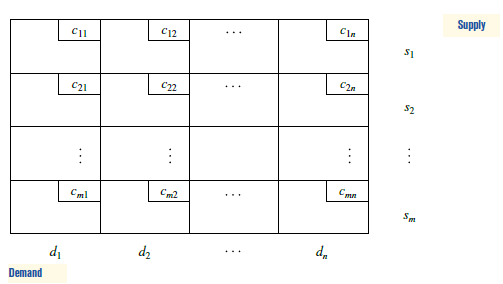 Supply
c11 c12 ... c1n
s1
c21 c22 ... c2n
s2
⋮ ⋮ ⋮ ⋮
cm1 cm2 ... cmn
sm
d1 d2 ... dn
Demand